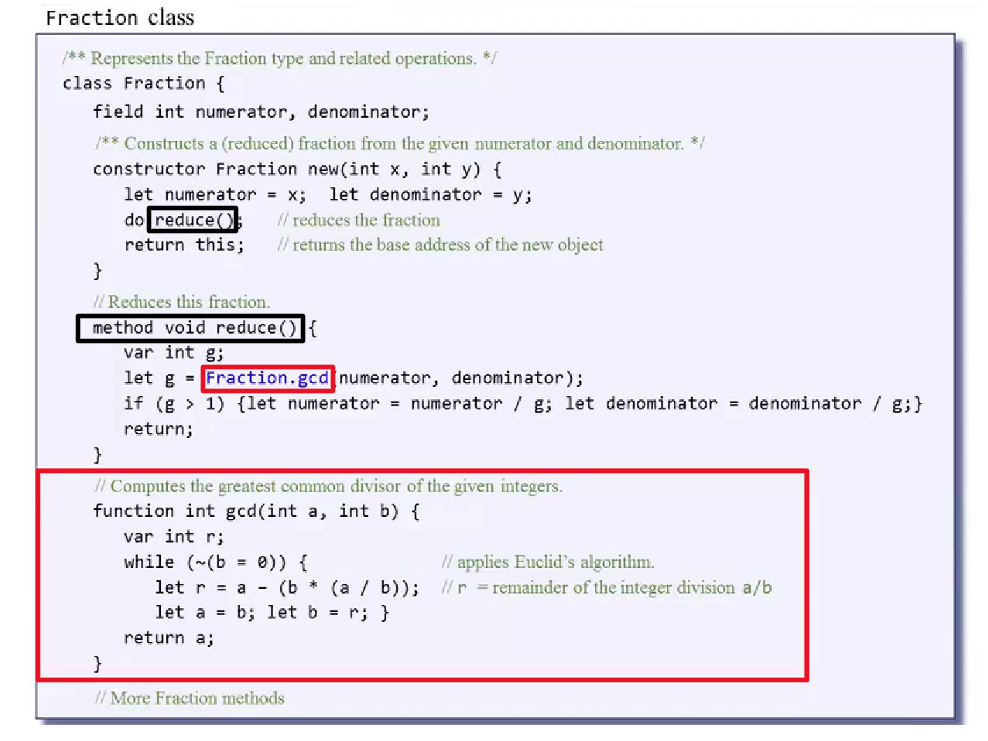 Fraction class
/** Represents the Fraction type and related operations. */
class Fraction {
field int numerator, denominator;
/** Constructs a (reduced) fraction from the given numerator and denominator. */
constructor Fraction new(int x, int y) {
let numerator = x; let denominator = y;
do reduce(); // reduces the fraction
return this; // returns the base address of the new object
}
// Reduces this fraction.
method void reduce() {
var int g;
let g = Fraction.gcd(numerator, denominator);
if (g > 1) {let numerator = numerator / g; let denominator = denominator / g;}
return;
}
// Computes the greatest common divisor of the given integers.
function int gcd(int a, int b) {
var int r;
while (~(b = 0)) { // applies Euclid’s algorithm.
let r = a - (b * (a / b)); // r = remainder of the integer division a/b
let a = b; let b = r; }
return a;
}
// More Fraction methods